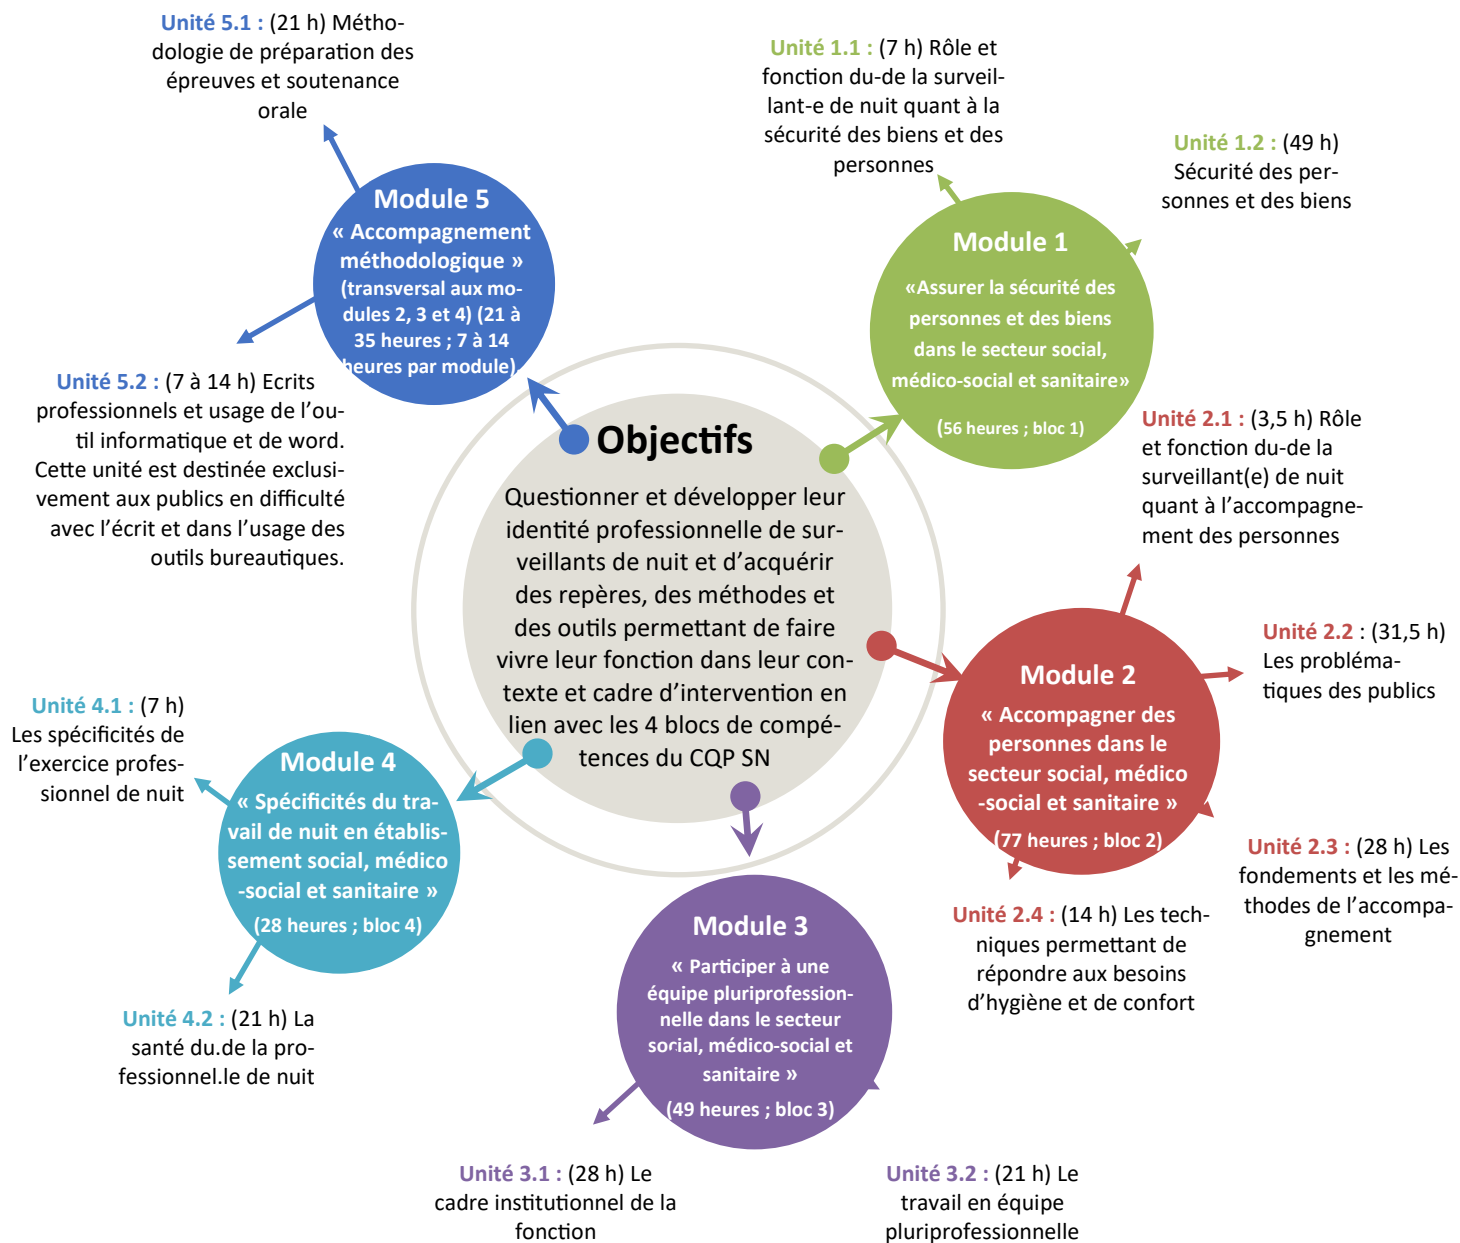 Objectifs
Questionner et développer leur
identité professionnelle de sur-
veillants de nuit et d’acquérir
des repères, des méthodes et
des outils permettant de faire
vivre leur fonction dans leur con-
texte et cadre d’intervention en
lien avec les 4 blocs de compé-
tences du CQP SN
Module 1
«Assurer la sécurité des
personnes et des biens
dans le secteur social,
médico-social et sanitaire»
(56 heures ; bloc 1)
Unité 1.1 : (7 h) Rôle et
fonction du-de la surveil-
lant-e de nuit quant à la
sécurité des biens et des
personnes
Unité 1.2 : (49 h)
Sécurité des per-
sonnes et des biens
Module 2
« Accompagner des
personnes dans le
secteur social, médico
-social et sanitaire »
(77 heures ; bloc 2)
Unité 2.1 : (3,5 h) Rôle
et fonction du-de la
surveillant(e) de nuit
quant à l’accompagne-
ment des personnes
Unité 2.2 : (31,5 h)
Les probléma-
tiques des publics
Unité 2.3 : (28 h) Les
fondements et les mé-
thodes de l’accompa-
gnement
Unité 2.4 : (14 h) Les tech-
niques permettant de
répondre aux besoins
d’hygiène et de confort
Module 3
« Participer à une
équipe pluriprofession-
nelle dans le secteur
social, médico-social et
sanitaire »
(49 heures ; bloc 3)
Unité 3.1 : (28 h) Le
cadre institutionnel de la
fonction
Unité 3.2 : (21 h) Le
travail en équipe
pluriprofessionnelle
Module 4
« Spécificités du tra-
vail de nuit en établis-
sement social, médico
-social et sanitaire »
(28 heures ; bloc 4)
Unité 4.1 : (7 h)
Les spécificités de
l’exercice profes-
sionnel de nuit
Unité 4.2 : (21 h) La
santé du.de la pro-
fessionnel.le de nuit
Module 5
« Accompagnement
méthodologique »
(transversal aux mo-
dules 2, 3 et 4) (21 à
35 heures ; 7 à 14
heures par module).
Unité 5.1 : (21 h) Métho-
dologie de préparation des
épreuves et soutenance
orale
Unité 5.2 : (7 à 14 h) Ecrits
professionnels et usage de l’ou-
til informatique et de word.
Cette unité est destinée exclusi-
vement aux publics en difficulté
avec l’écrit et dans l’usage des
outils bureautiques.